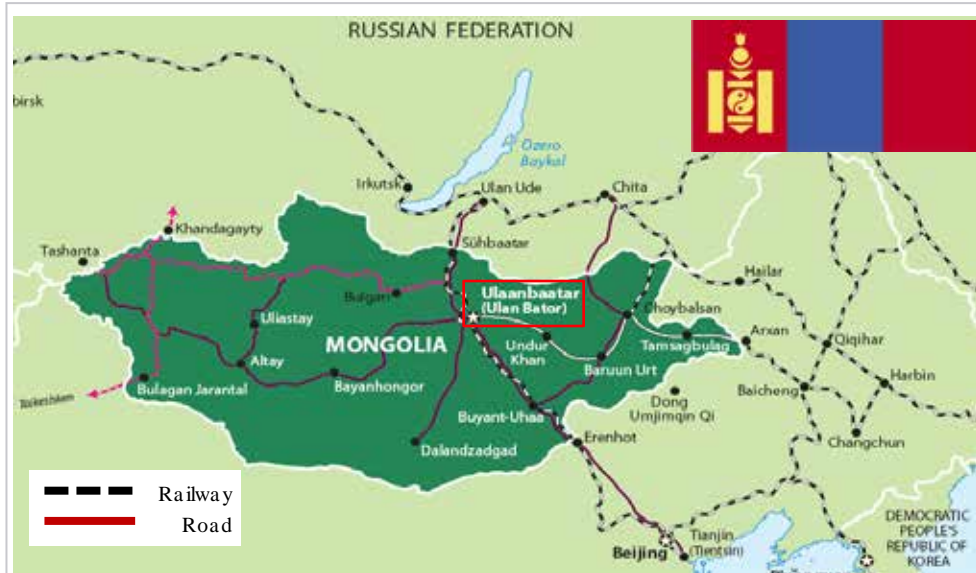 RUSSIAN FEDERATION
birsk
Ozero
Baykal
Irkutsk
Ulan Ude
Chita
Khandagayty
Tashanta
Sühbaatar
Hailar
Bulgan
Ulaanbaatar
(Ulan Bator)
Choybalsan
Uliastay
MONGOLIA
Undur
Khan
Tamsagbulag
Arxan
Qiqihar
Altay
Bayanhongor
Baruun Urt
Bulagan Jarantal
Baicheng
Harbin
Dong
Umjimqin Qi
Buyant-Uhaa
Erenhot
Changchun
Dalandzadgad
Railway
Road
DEMOCRATIC
PEOPLE'S
REPUBLIC OF
KOREA
Tianjin
(Tientsin)
Beijing